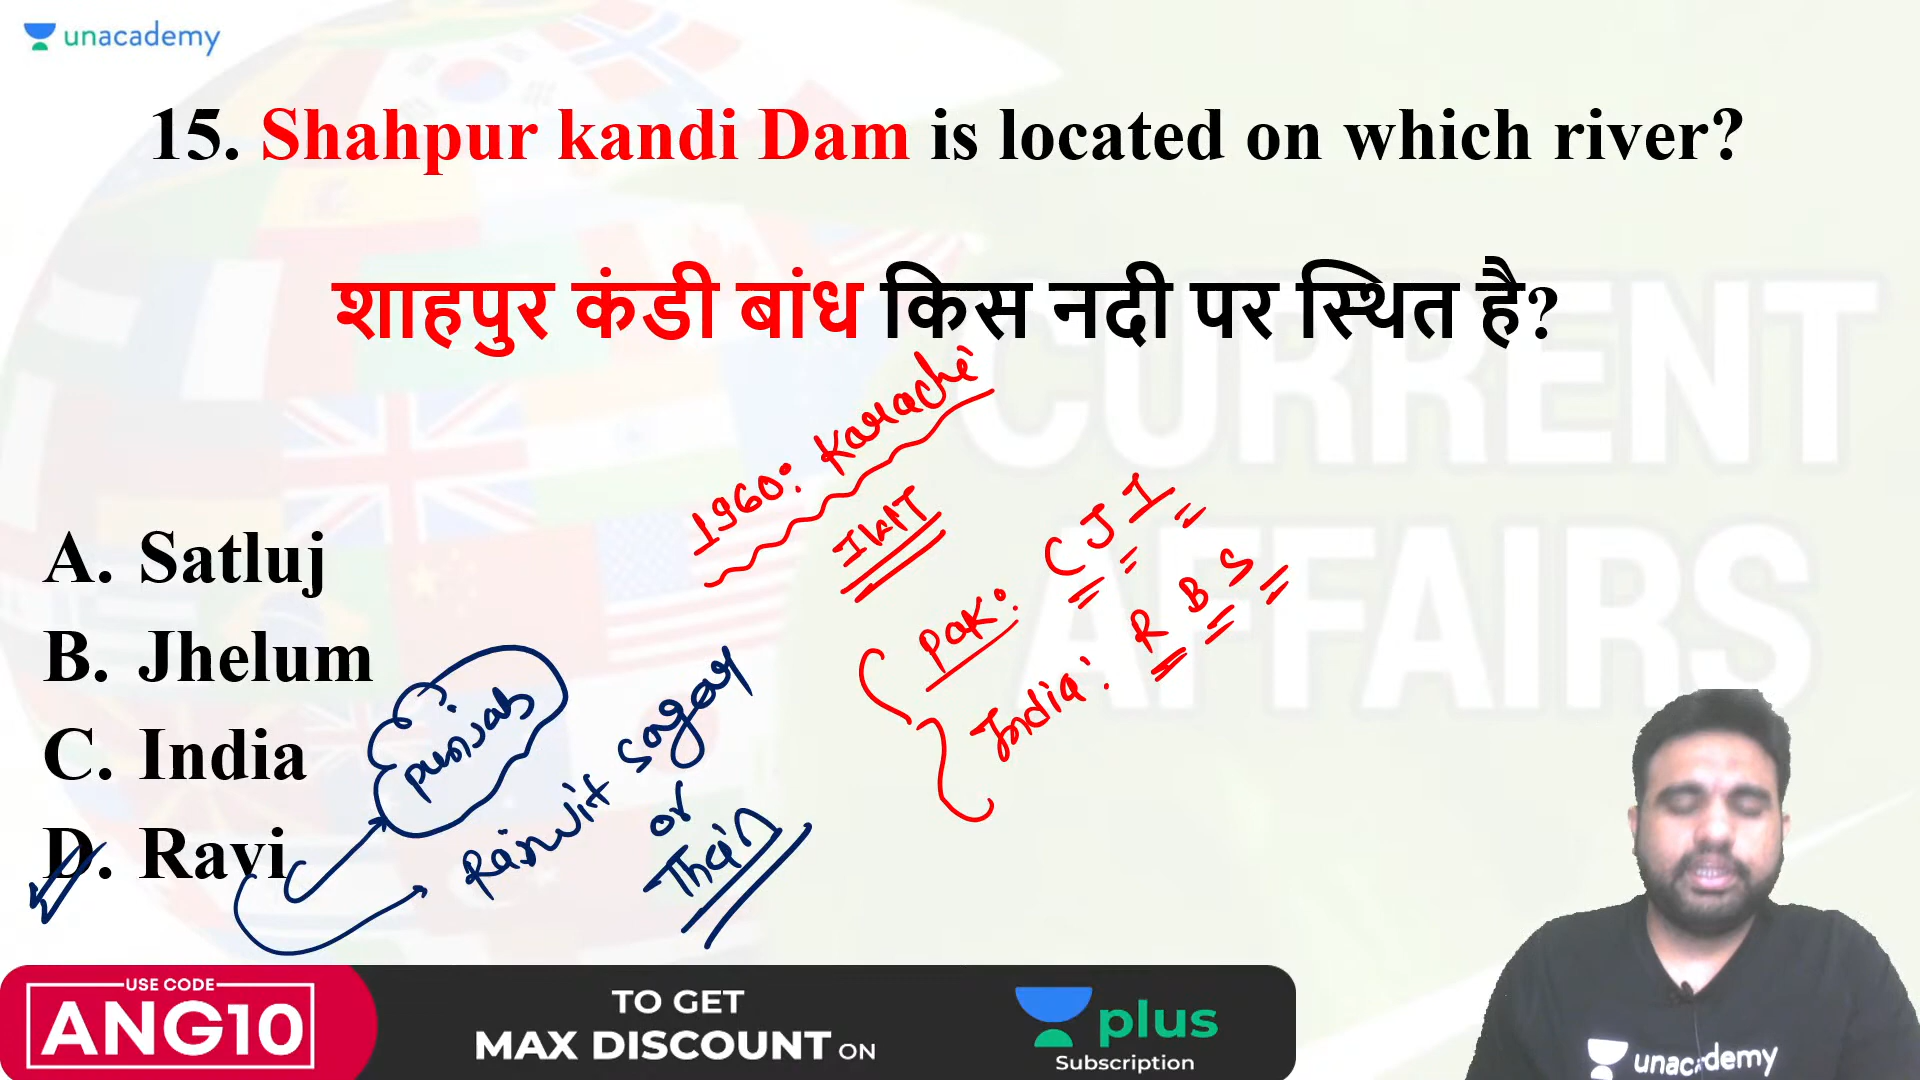 unacademy
15. Shahpur kandi Dam is located on which river?
शाहपुर कंडी बांध किस नदी पर स्थित है?
CURRENT
AFFAIRS
1960: Karachi
IWT
Pak: C J I
India: R B S
A. Satluj
B. Jhelum
C. India
D. Ravi
punjab
Ranjit sagar
or
Thein
USE CODE
ANG10
TO GET
MAX DISCOUNT ON
plus
Subscription
unacademy